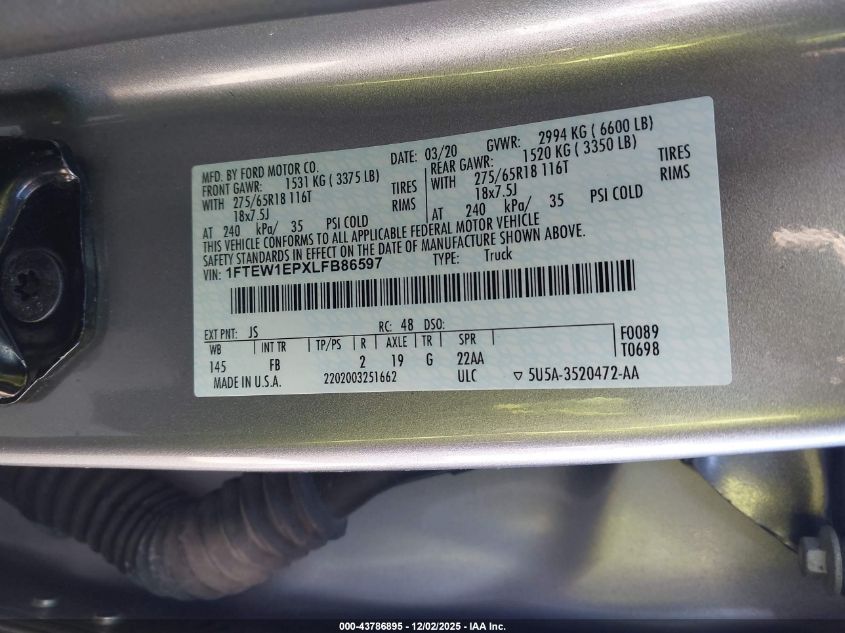 MFD. BY FORD MOTOR CO.
DATE: 03/20 GVWR: 2994 KG ( 6600 LB)
FRONT GAWR: 1531 KG ( 3375 LB)
REAR GAWR: 1520 KG ( 3350 LB)
WITH 275/65R18 116T TIRES
WITH 275/65R18 116T TIRES
18x7.5J RIMS
18x7.5J RIMS
AT 240 kPa/ 35 PSI COLD
AT 240 kPa/ 35 PSI COLD
THIS VEHICLE CONFORMS TO ALL APPLICABLE FEDERAL MOTOR VEHICLE
SAFETY STANDARDS IN EFFECT ON THE DATE OF MANUFACTURE SHOWN ABOVE.
VIN: 1FTEW1EPXLFB86597 TYPE: Truck
EXT PNT: JS RC: 48 DSO:
WB INT TR TP/PS R AXLE TR SPR F0089
145 FB 2 19 G 22AA T0698
MADE IN U.S.A. 2202003251662 ULC ▽ 5U5A-3520472-AA
000-43786895 - 12/02/2025 - IAA Inc.